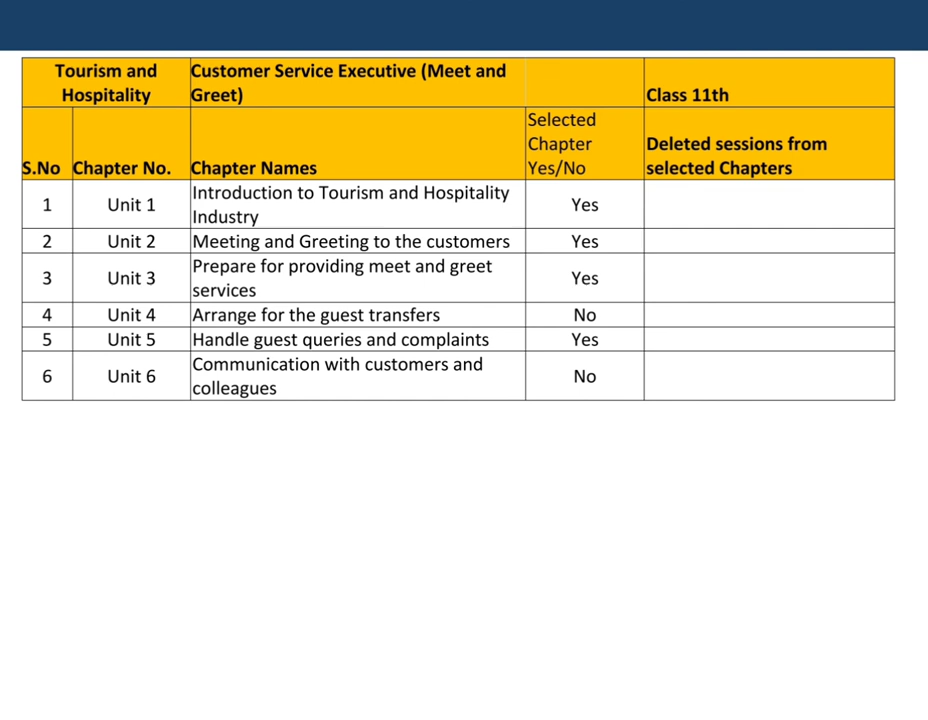 Tourism and Hospitality | Customer Service Executive (Meet and Greet) | | Class 11th
S.No | Chapter No. | Chapter Names | Selected Chapter Yes/No | Deleted sessions from selected Chapters
1 | Unit 1 | Introduction to Tourism and Hospitality Industry | Yes
2 | Unit 2 | Meeting and Greeting to the customers | Yes
3 | Unit 3 | Prepare for providing meet and greet services | Yes
4 | Unit 4 | Arrange for the guest transfers | No
5 | Unit 5 | Handle guest queries and complaints | Yes
6 | Unit 6 | Communication with customers and colleagues | No